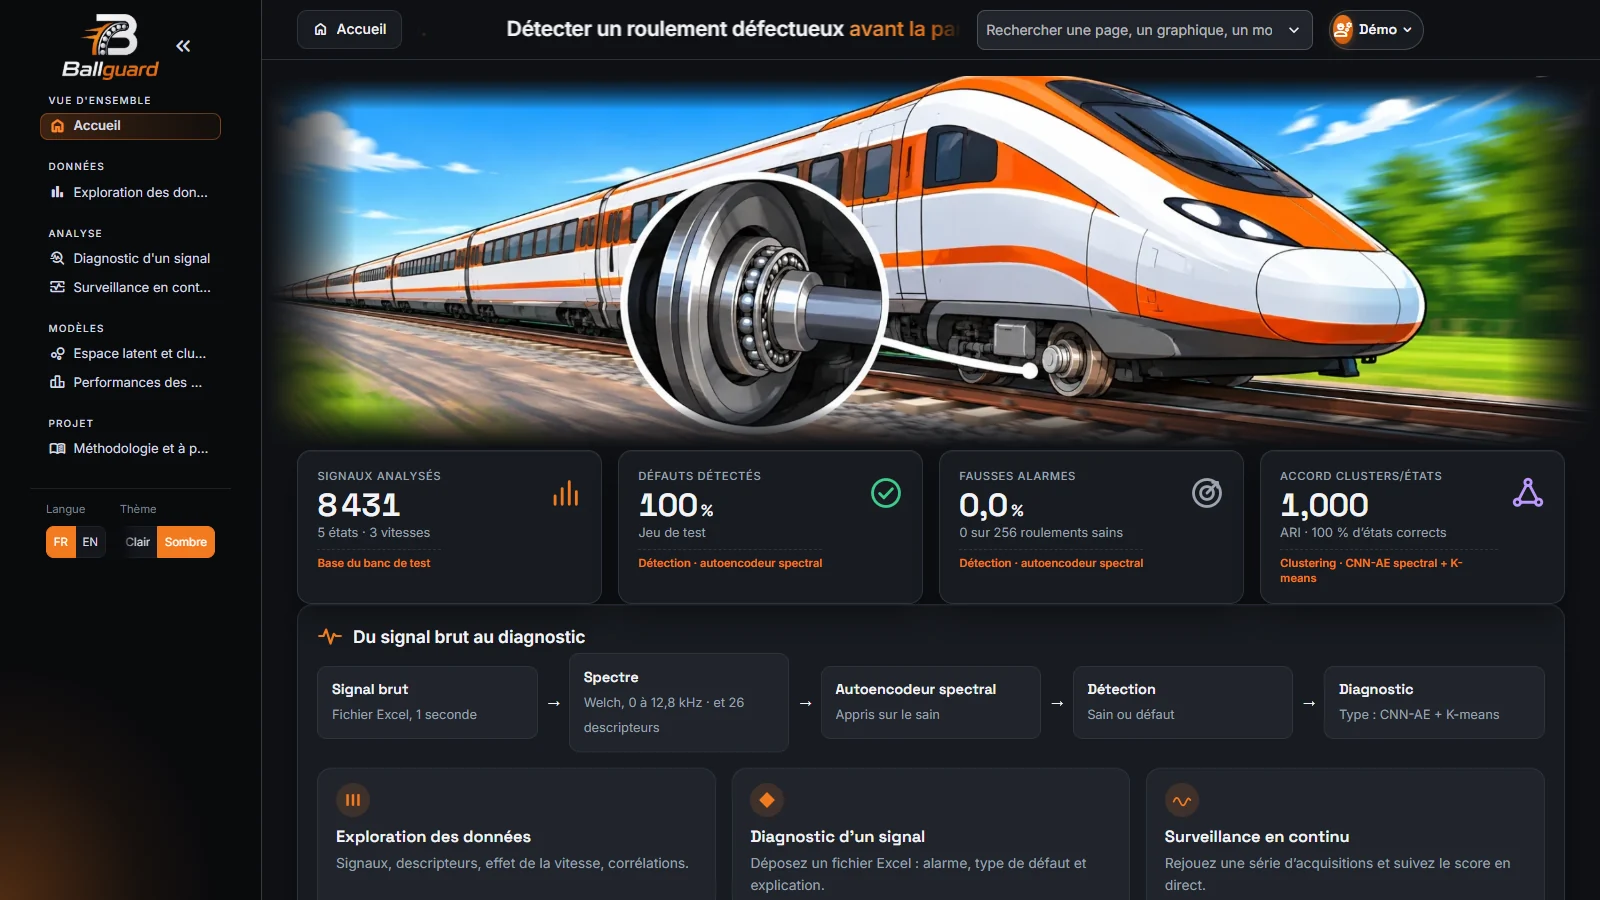 Ballguard
VUE D'ENSEMBLE
Accueil
DONNÉES
Exploration des don...
ANALYSE
Diagnostic d'un signal
Surveillance en cont...
MODÈLES
Espace latent et clu...
Performances des ...
PROJET
Méthodologie et à p...
Langue
Thème
FR
EN
Clair
Sombre
Accueil
Détecter un roulement défectueux avant la pa
Rechercher une page, un graphique, un mo
Démo
SIGNAUX ANALYSÉS
8 431
5 états · 3 vitesses
Base du banc de test
DÉFAUTS DÉTECTÉS
100 %
Jeu de test
Détection · autoencodeur spectral
FAUSSES ALARMES
0,0 %
0 sur 256 roulements sains
Détection · autoencodeur spectral
ACCORD CLUSTERS/ÉTATS
1,000
ARI · 100 % d'états corrects
Clustering · CNN-AE spectral + K-
means
Du signal brut au diagnostic
Signal brut
Fichier Excel, 1 seconde
→
Spectre
Welch, 0 à 12,8 kHz · et 26
descripteurs
→
Autoencodeur spectral
Appris sur le sain
→
Détection
Sain ou défaut
→
Diagnostic
Type : CNN-AE + K-means
Exploration des données
Signaux, descripteurs, effet de la vitesse, corrélations.
Diagnostic d'un signal
Déposez un fichier Excel : alarme, type de défaut et
explication.
Surveillance en continu
Rejouez une série d'acquisitions et suivez le score en
direct.